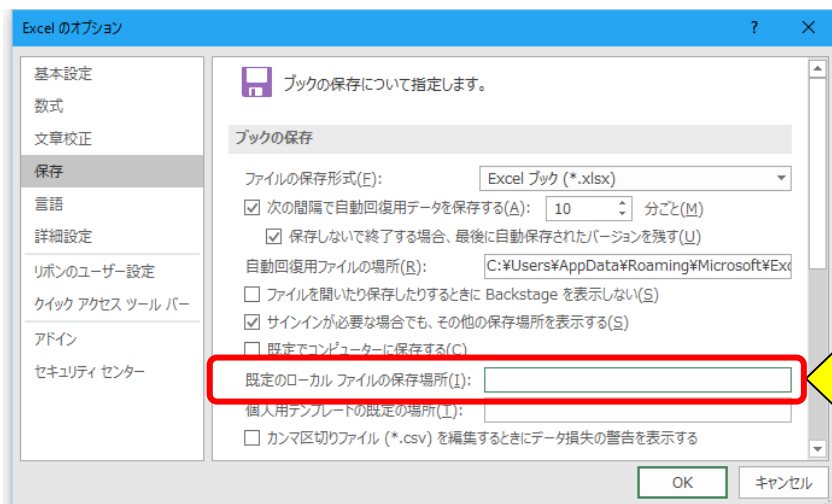 Excel のオプション ? ×
基本設定
数式
文章校正
保存
言語
詳細設定
リボンのユーザー設定
クイック アクセス ツール バー
アドイン
セキュリティ センター
ブックの保存について指定します。
ブックの保存
ファイルの保存形式(F): Excel ブック (*.xlsx)
次の間隔で自動回復用データを保存する(A): 10 分ごと(M)
保存しないで終了する場合、最後に自動保存されたバージョンを残す(U)
自動回復用ファイルの場所(R): C:¥Users¥AppData¥Roaming¥Microsoft¥Exc
ファイルを開いたり保存したりするときに Backstage を表示しない(S)
サインインが必要な場合でも、その他の保存場所を表示する(S)
既定でコンピューターに保存する(C)
既定のローカル ファイルの保存場所(I):
個人用テンプレートの既定の場所(T):
カンマ区切りファイル (*.csv) を編集するときにデータ損失の警告を表示する
OK キャンセル